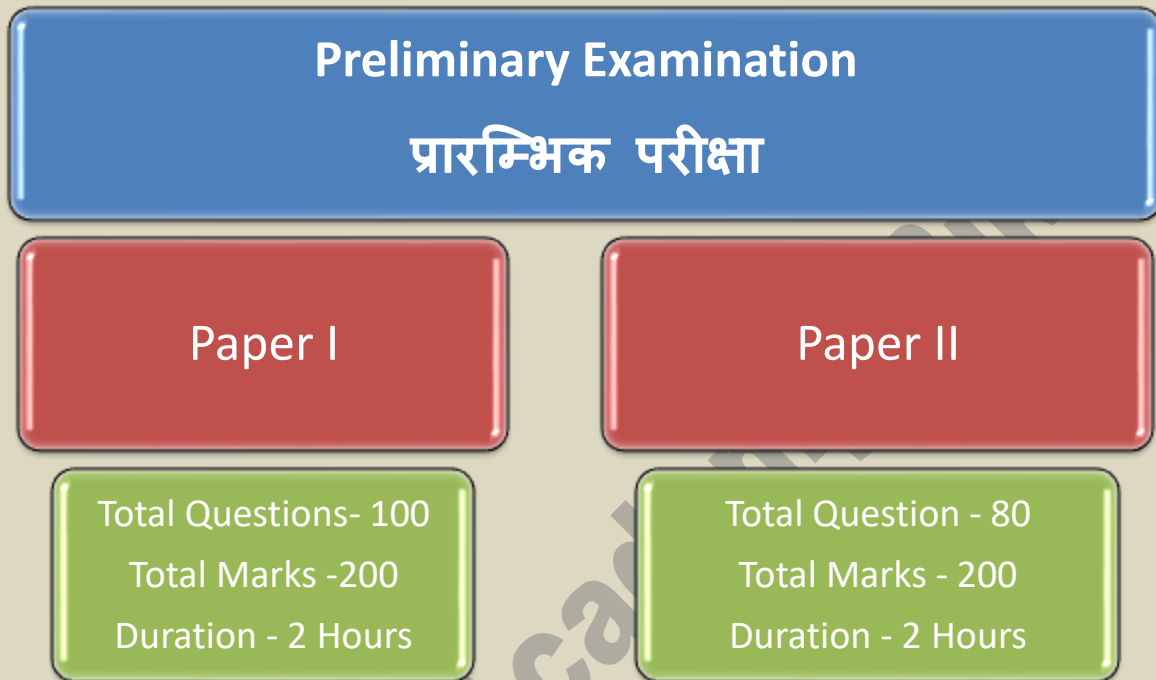 Preliminary Examination
प्रारम्भिक परीक्षा
Paper I
Paper II
Total Questions- 100
Total Marks -200
Duration - 2 Hours
Total Question - 80
Total Marks - 200
Duration - 2 Hours